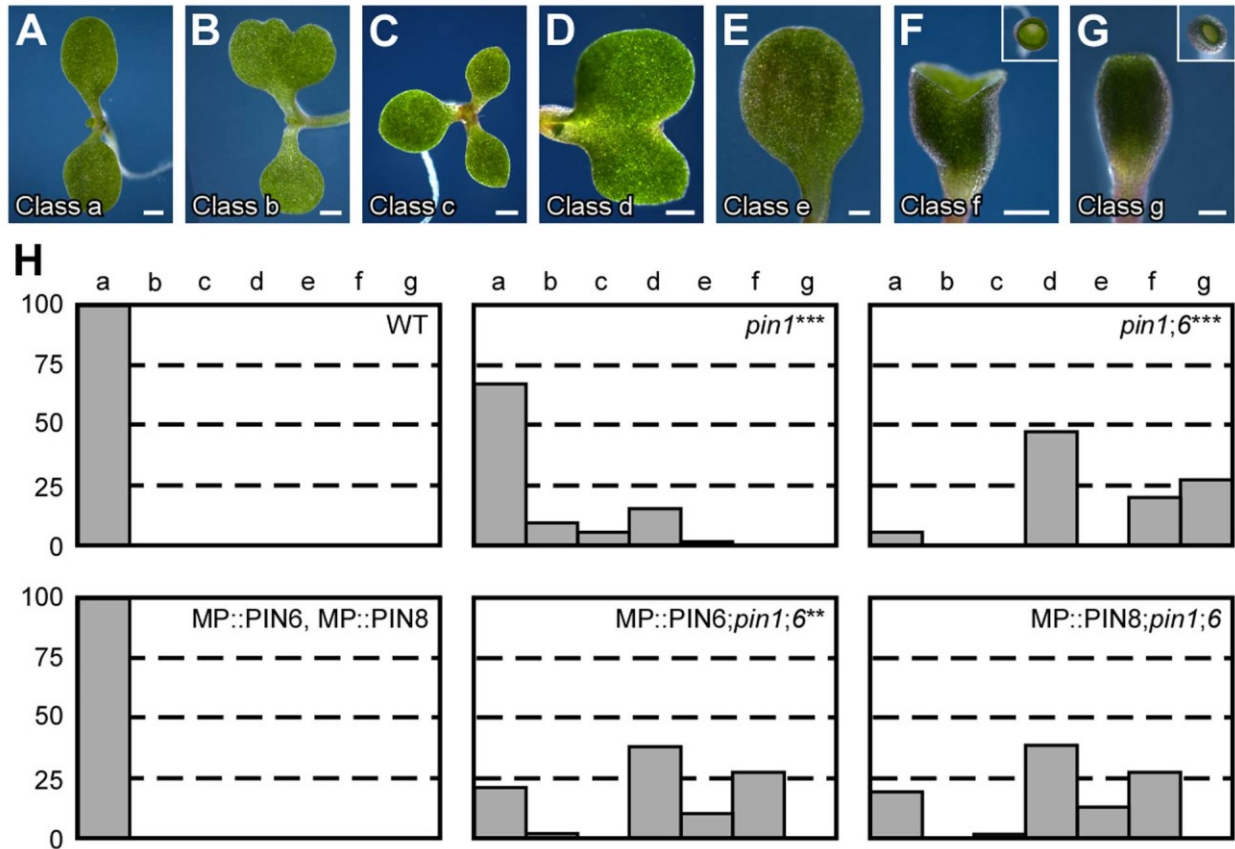 A B C D E F G
Class a Class b Class c Class d Class e Class f Class g
H
a b c d e f g a b c d e f g a b c d e f g
100 WT pin1*** pin1;6***
75
50
25
0
100 MP::PIN6, MP::PIN8 MP::PIN6;pin1;6** MP::PIN8;pin1;6
75
50
25
0